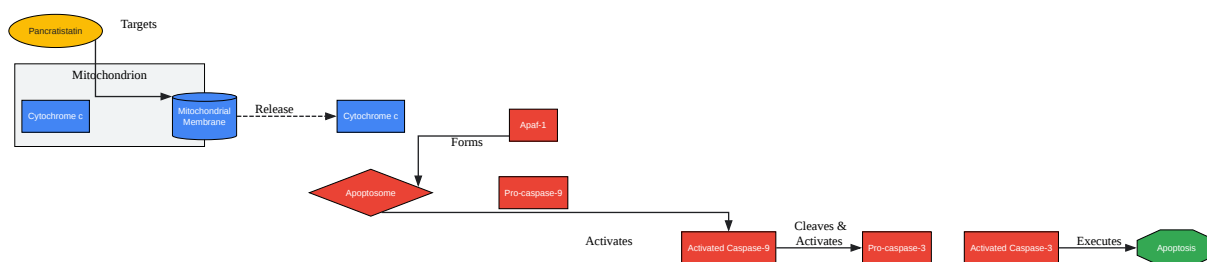 Pancratistatin
Targets
Mitochondrion
Cytochrome c
Mitochondrial
Membrane
Release
Cytochrome c
Apaf-1
Forms
Apoptosome
Pro-caspase-9
Activates
Activated Caspase-9
Cleaves &
Activates
Pro-caspase-3
Activated Caspase-3
Executes
Apoptosis